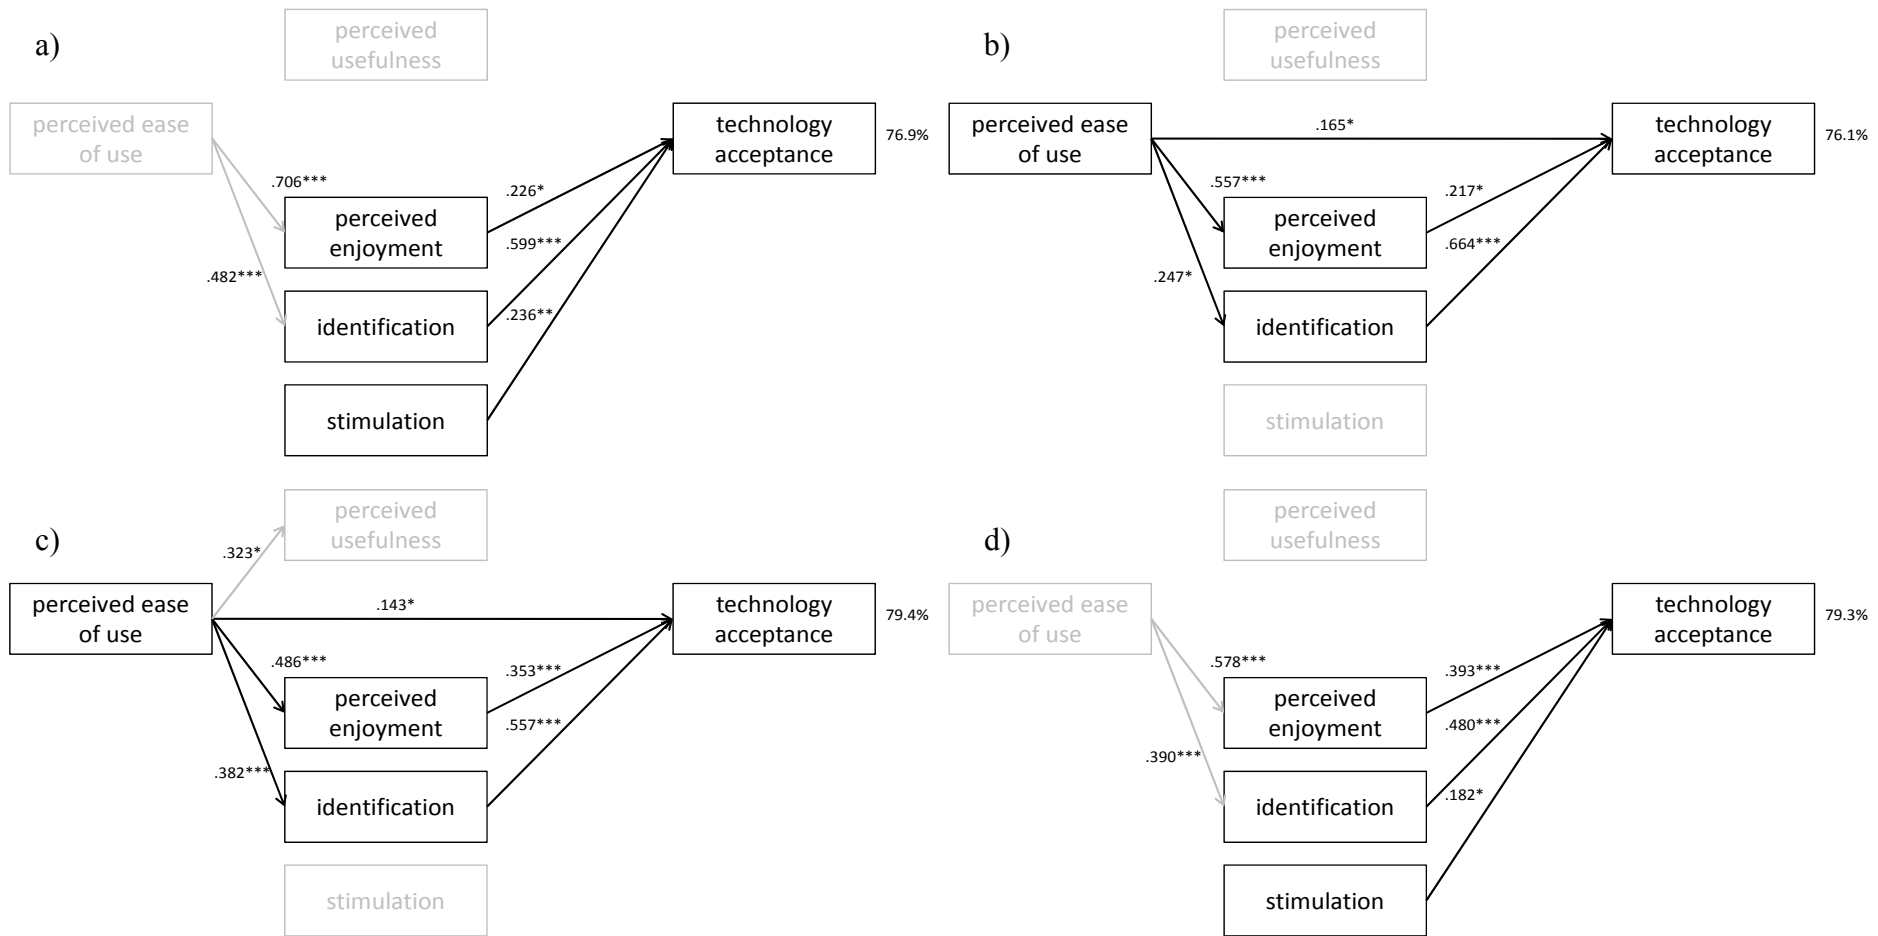 a)
perceived
usefulness
perceived ease
of use
technology
acceptance
76.9%
.706***
.226*
perceived
enjoyment
.599***
.482***
identification
.236**
stimulation
b)
perceived
usefulness
perceived ease
of use
.165*
technology
acceptance
76.1%
.557***
.217*
perceived
enjoyment
.664***
.247*
identification
stimulation
c)
perceived
usefulness
.323*
perceived ease
of use
.143*
technology
acceptance
79.4%
.486***
.353***
perceived
enjoyment
.557***
.382***
identification
stimulation
d)
perceived
usefulness
perceived ease
of use
technology
acceptance
79.3%
.578***
.393***
perceived
enjoyment
.480***
.390***
identification
.182*
stimulation